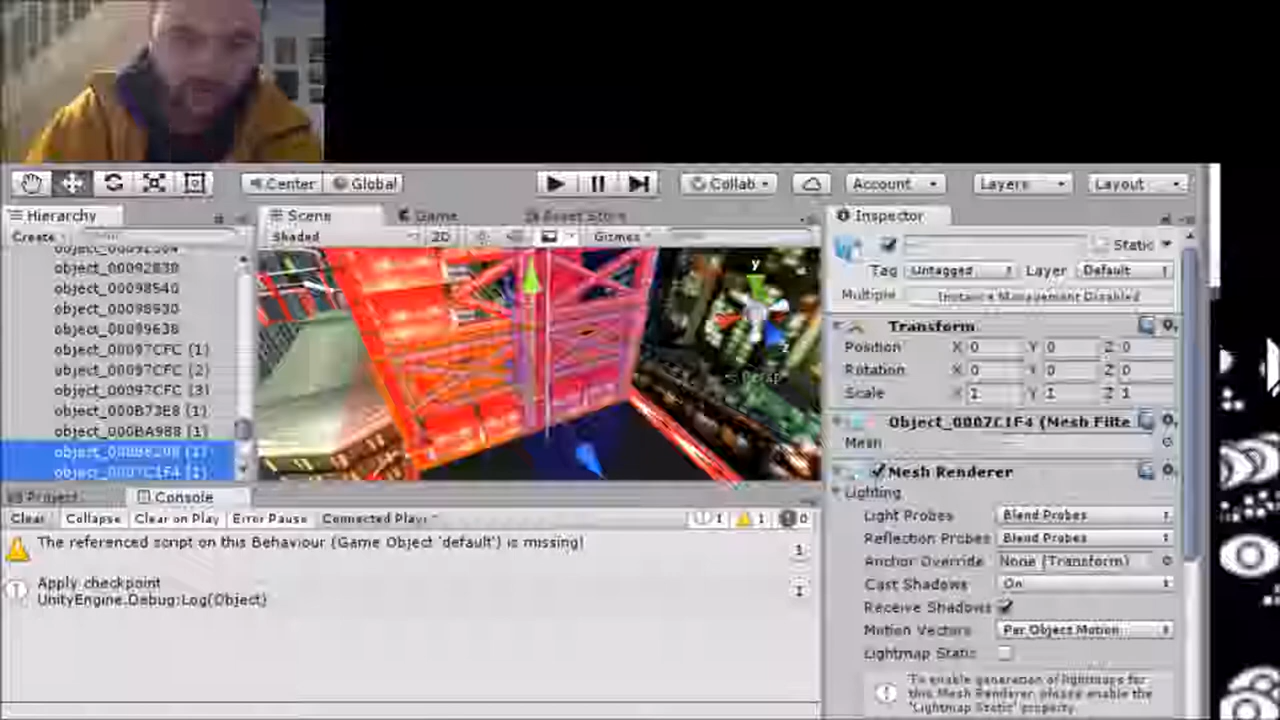 Center
Global
Collab
Account
Layers
Layout
Hierarchy
Create
object_00092838
object_00098540
object_00099638
object_00097CFC (1)
object_00097CFC (2)
object_00097CFC (3)
object_000B73E8 (1)
object_000BA988 (1)
object_0007C1F4 (1)
Scene
Game
Asset Store
Shaded
2D
Gizmos
y
z
Persp
Inspector
Static
Tag Untagged
Layer Default
Multiple
Instance Management Disabled
Transform
Position X 0 Y 0 Z 0
Rotation X 0 Y 0 Z 0
Scale X 1 Y 1 Z 1
Object_0007C1F4 (Mesh Filte
Mesh
Mesh Renderer
Lighting
Light Probes Blend Probes
Reflection Probes Blend Probes
Anchor Override None (Transform)
Cast Shadows On
Receive Shadows
Motion Vectors Per Object Motion
Lightmap Static
To enable generation of lightmaps for
this Mesh Renderer, please enable the
'Lightmap Static' property.
Project
Console
Clear
Collapse
Clear on Play
Error Pause
Connected Playe
1
1
0
The referenced script on this Behaviour (Game Object 'default') is missing!
1
Apply checkpoint
UnityEngine.Debug:Log(Object)
1